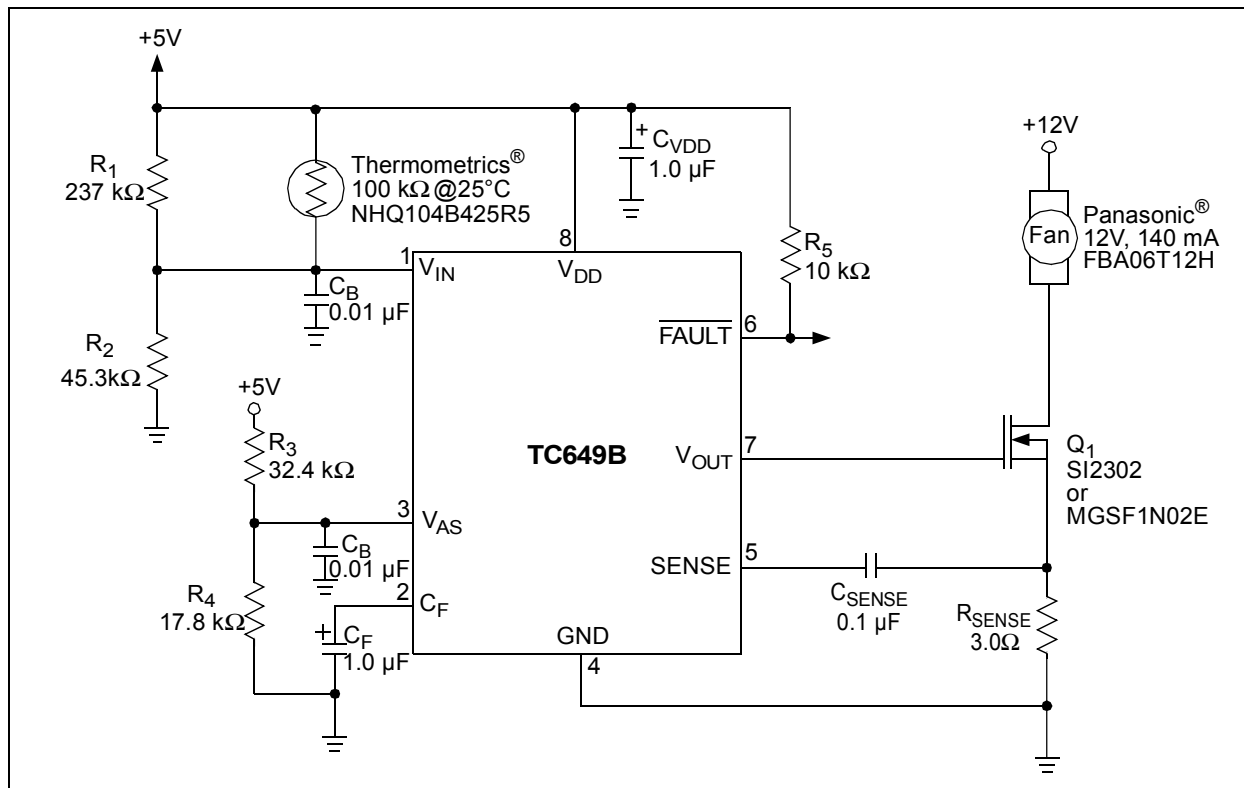 +5V
R1
237 kΩ
Thermometrics®
100 kΩ @25°C
NHQ104B425R5
+
CVDD
1.0 µF
+12V
Fan
Panasonic®
12V, 140 mA
FBA06T12H
R5
10 kΩ
1
VIN
8
VDD
CB
0.01 µF
R2
45.3kΩ
6
FAULT
+5V
R3
32.4 kΩ
TC649B
7
VOUT
Q1
SI2302
or
MGSF1N02E
3
VAS
CB
0.01 µF
5
SENSE
CSENSE
0.1 µF
R4
17.8 kΩ
2
CF
+
CF
1.0 µF
GND
4
RSENSE
3.0Ω